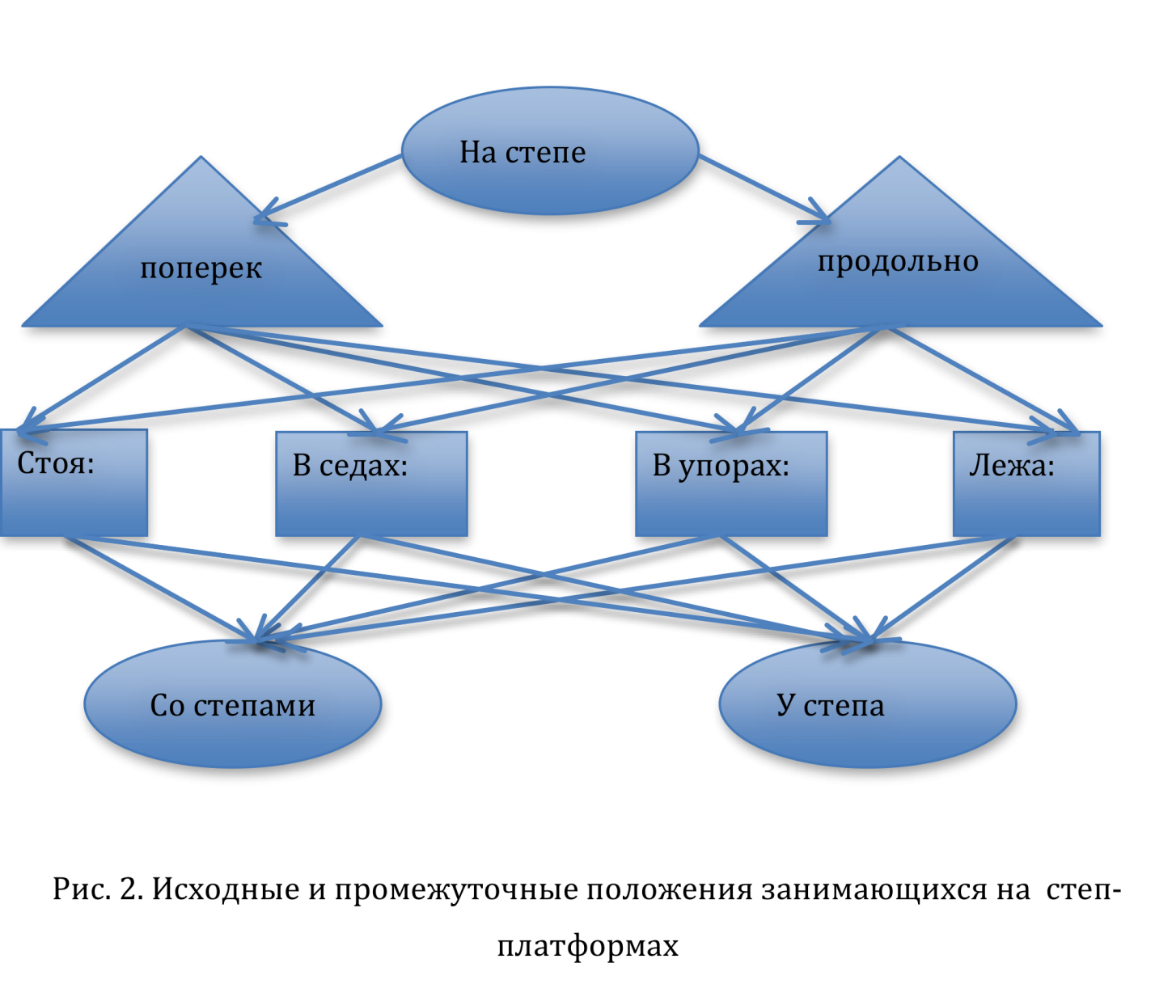 На степе
поперек
продольно
Стоя:
В седах:
В упорах:
Лежа:
Со степами
У степа
Рис. 2. Исходные и промежуточные положения занимающихся на степ-
платформах